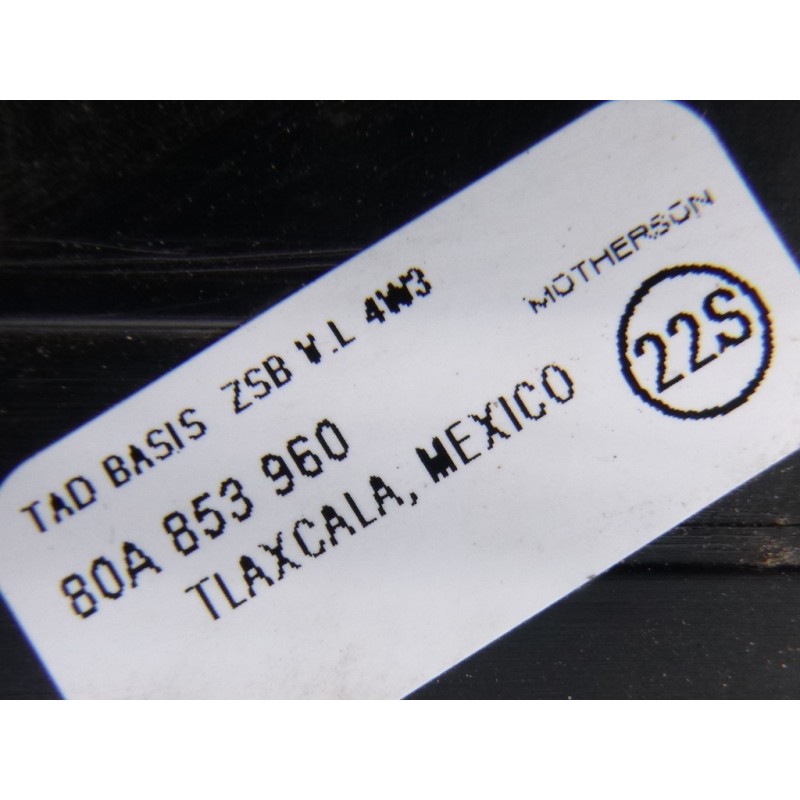 TAD BASIS ZSB V.L 4W3
80A 853 960
TLAXCALA, MEXICO
MOTHERSON
22S